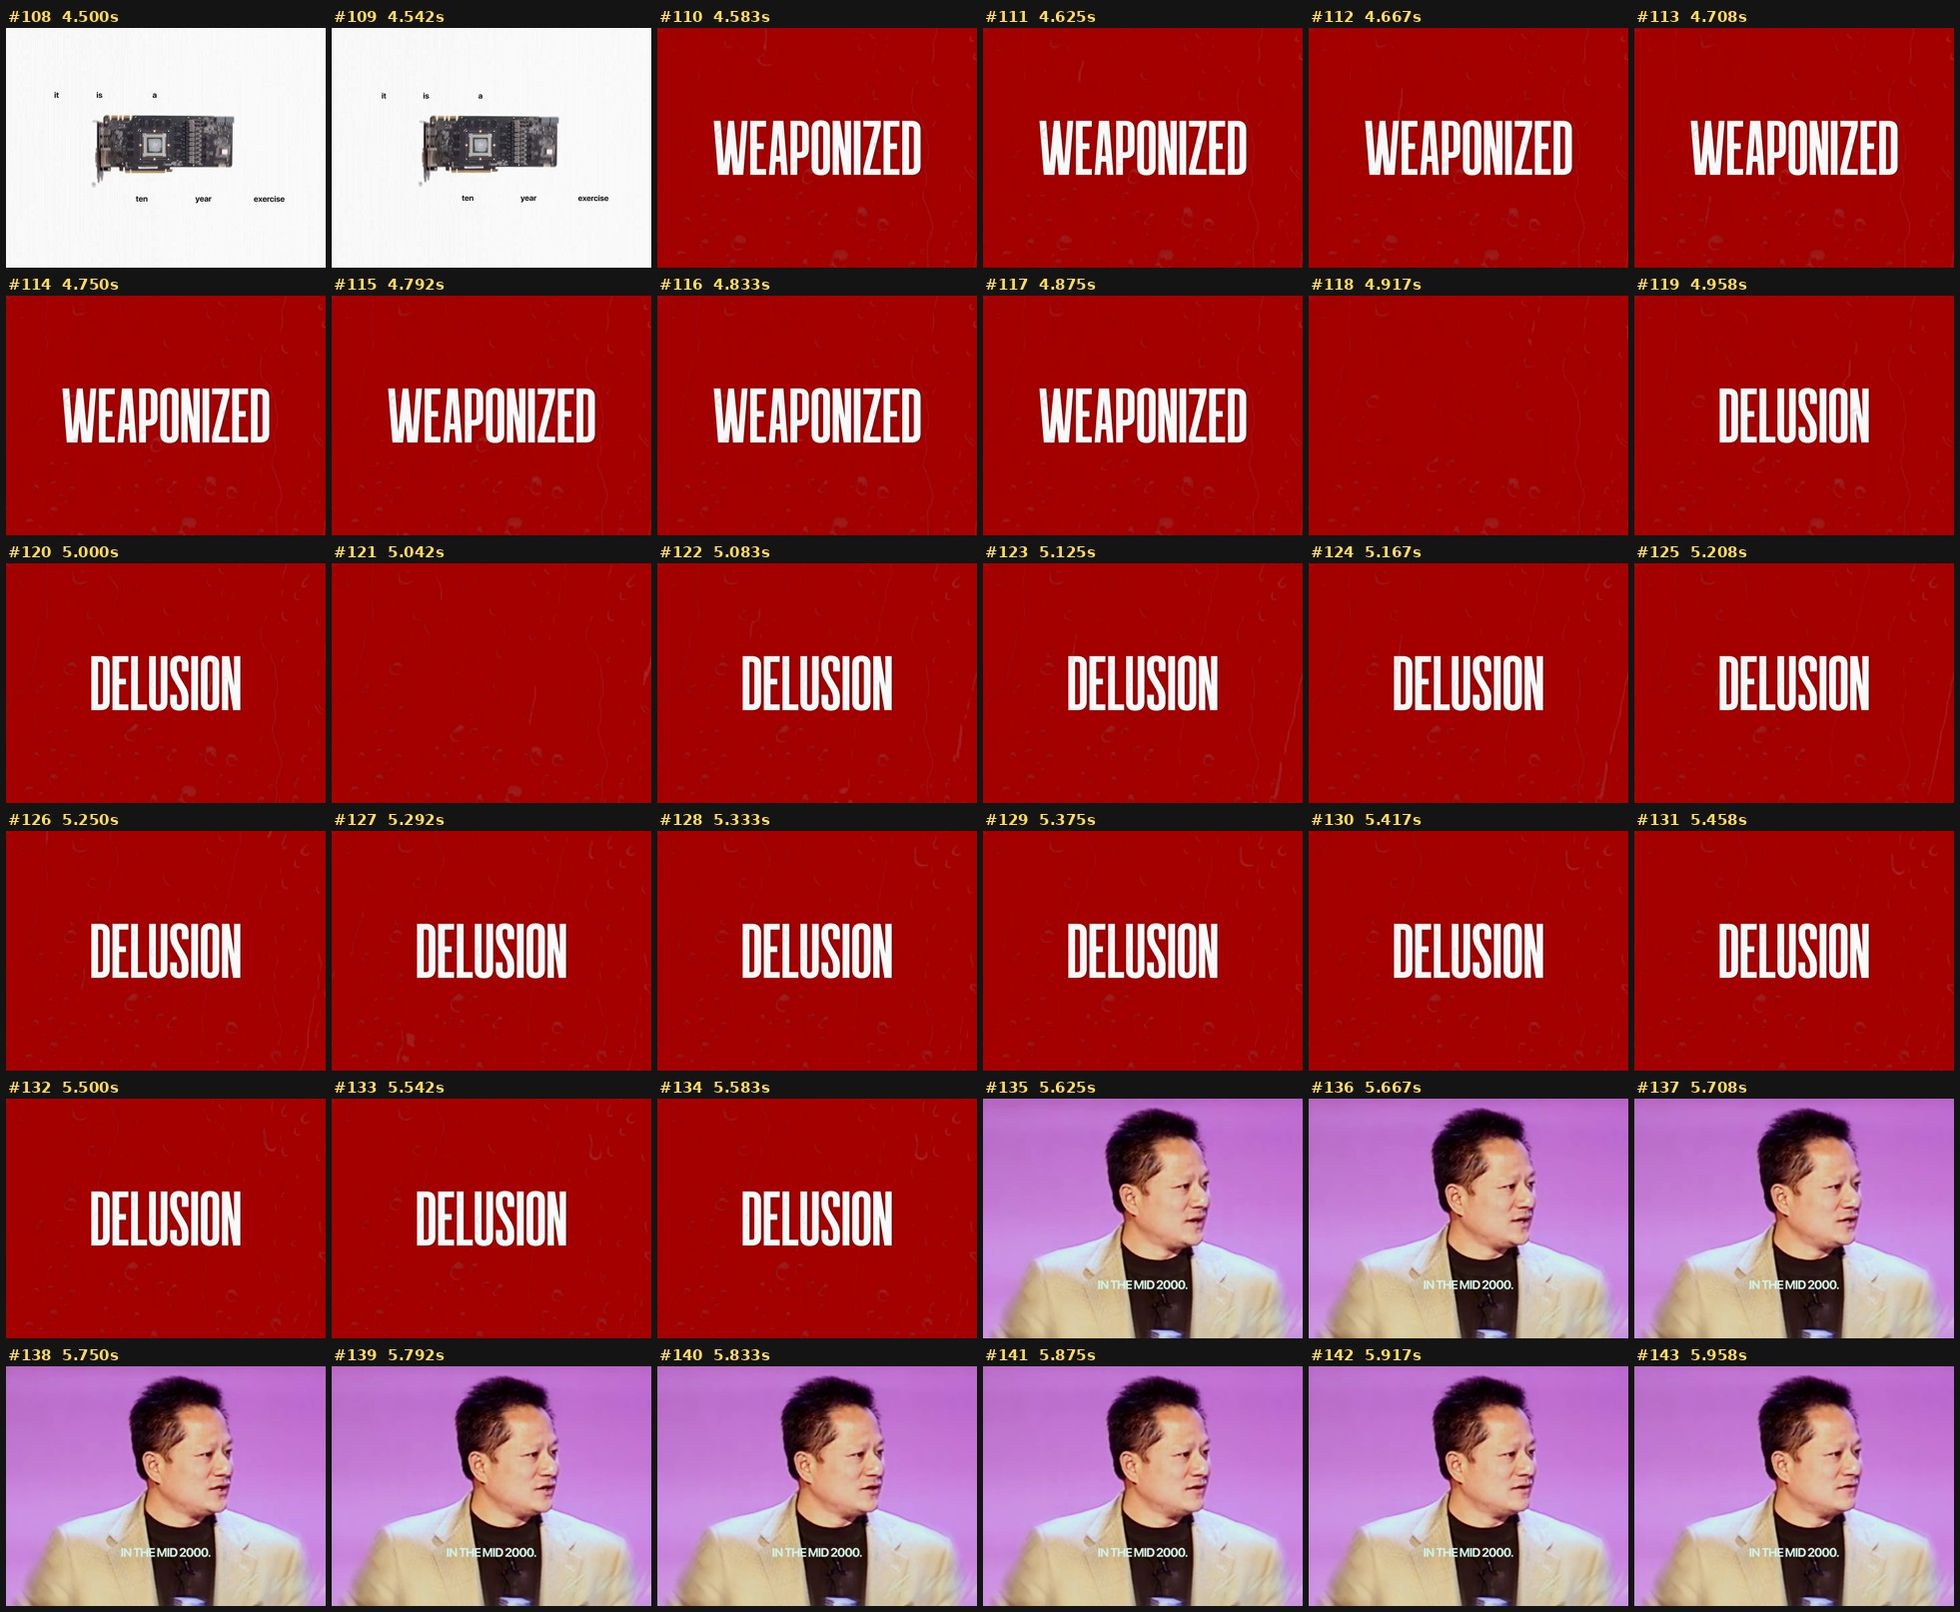 #108 4.500s #109 4.542s #110 4.583s #111 4.625s #112 4.667s #113 4.708s
it is a it is a
WEAPONIZED WEAPONIZED WEAPONIZED WEAPONIZED
ten year exercise ten year exercise
#114 4.750s #115 4.792s #116 4.833s #117 4.875s #118 4.917s #119 4.958s
WEAPONIZED WEAPONIZED WEAPONIZED WEAPONIZED DELUSION
#120 5.000s #121 5.042s #122 5.083s #123 5.125s #124 5.167s #125 5.208s
DELUSION DELUSION DELUSION DELUSION DELUSION
#126 5.250s #127 5.292s #128 5.333s #129 5.375s #130 5.417s #131 5.458s
DELUSION DELUSION DELUSION DELUSION DELUSION DELUSION
#132 5.500s #133 5.542s #134 5.583s #135 5.625s #136 5.667s #137 5.708s
DELUSION DELUSION DELUSION
IN THE MID 2000. IN THE MID 2000. IN THE MID 2000.
#138 5.750s #139 5.792s #140 5.833s #141 5.875s #142 5.917s #143 5.958s
IN THE MID 2000. IN THE MID 2000. IN THE MID 2000. IN THE MID 2000. IN THE MID 2000. IN THE MID 2000.